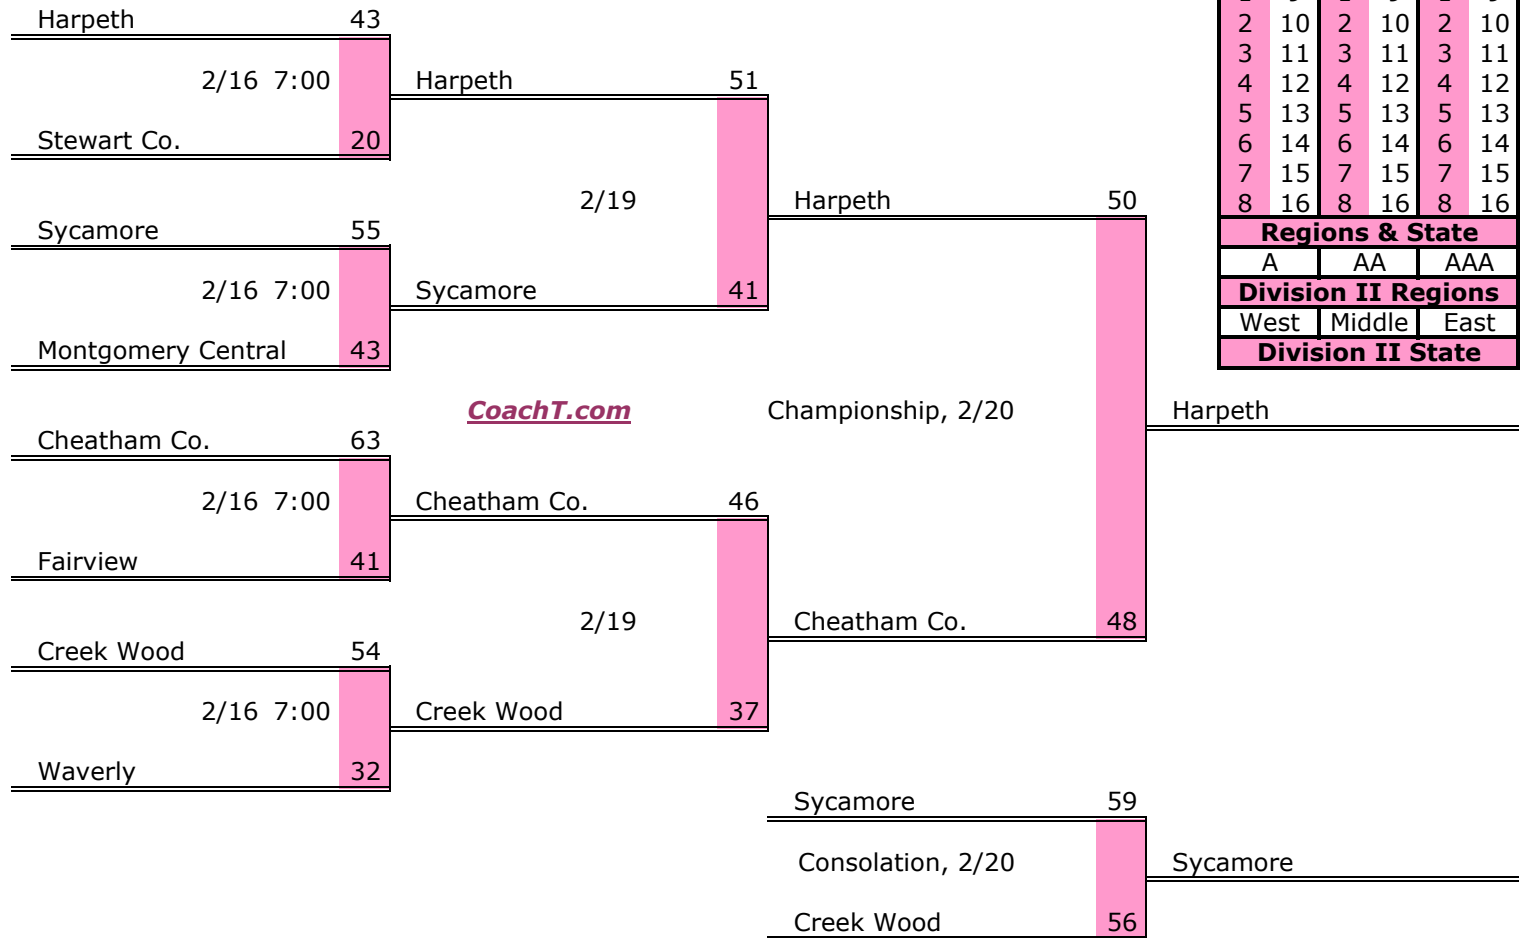 Harpeth 43
2/16 7:00
Stewart Co. 20
Sycamore 55
2/16 7:00
Montgomery Central 43
Cheatham Co. 63
2/16 7:00
Fairview 41
Creek Wood 54
2/16 7:00
Waverly 32
Harpeth 51
2/19
Sycamore 41
CoachT.com
Cheatham Co. 46
2/19
Creek Wood 37
Harpeth 50
Championship, 2/20
Cheatham Co. 48
Harpeth
Sycamore 59
Consolation, 2/20
Creek Wood 56
Sycamore
2 10 2 10 2 10
3 11 3 11 3 11
4 12 4 12 4 12
5 13 5 13 5 13
6 14 6 14 6 14
7 15 7 15 7 15
8 16 8 16 8 16
Regions & State
A AA AAA
Division II Regions
West Middle East
Division II State